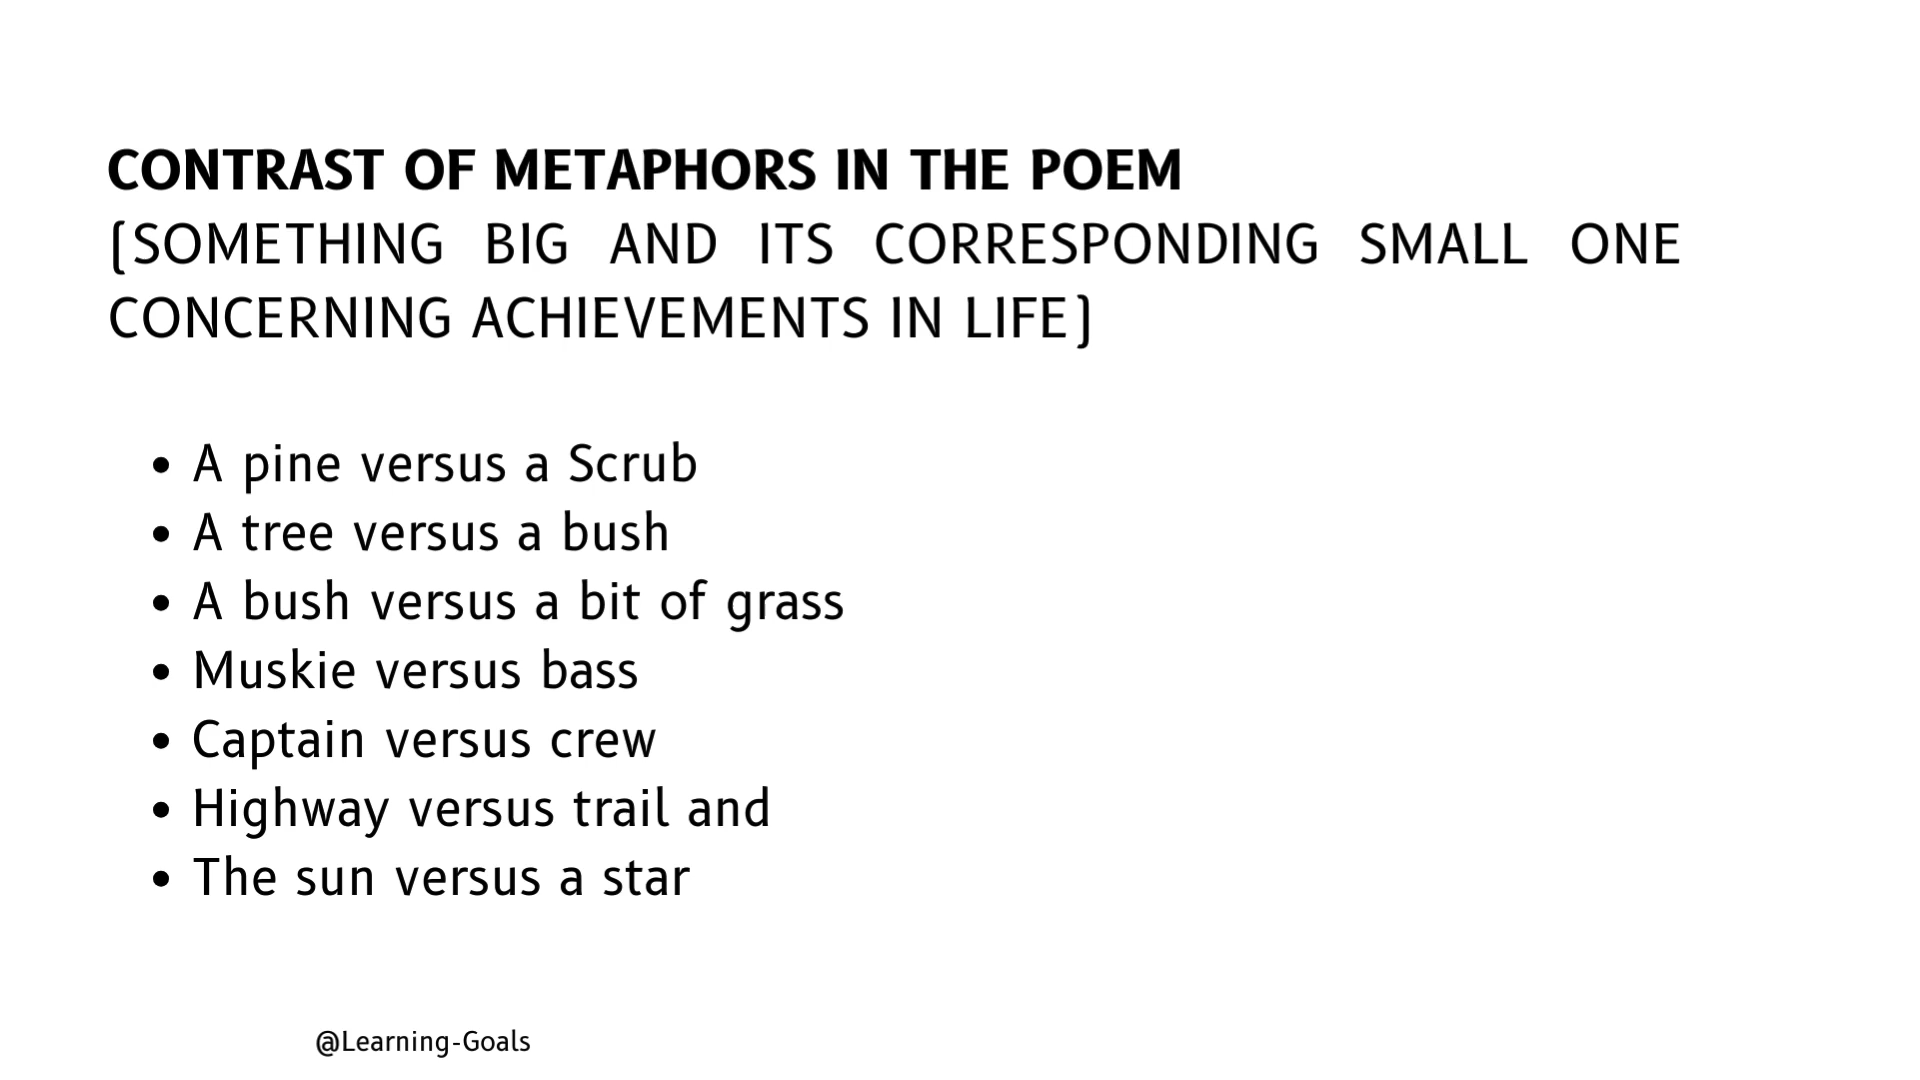 CONTRAST OF METAPHORS IN THE POEM
(SOMETHING BIG AND ITS CORRESPONDING SMALL ONE
CONCERNING ACHIEVEMENTS IN LIFE)
• A pine versus a Scrub
• A tree versus a bush
• A bush versus a bit of grass
• Muskie versus bass
• Captain versus crew
• Highway versus trail and
• The sun versus a star
@Learning-Goals